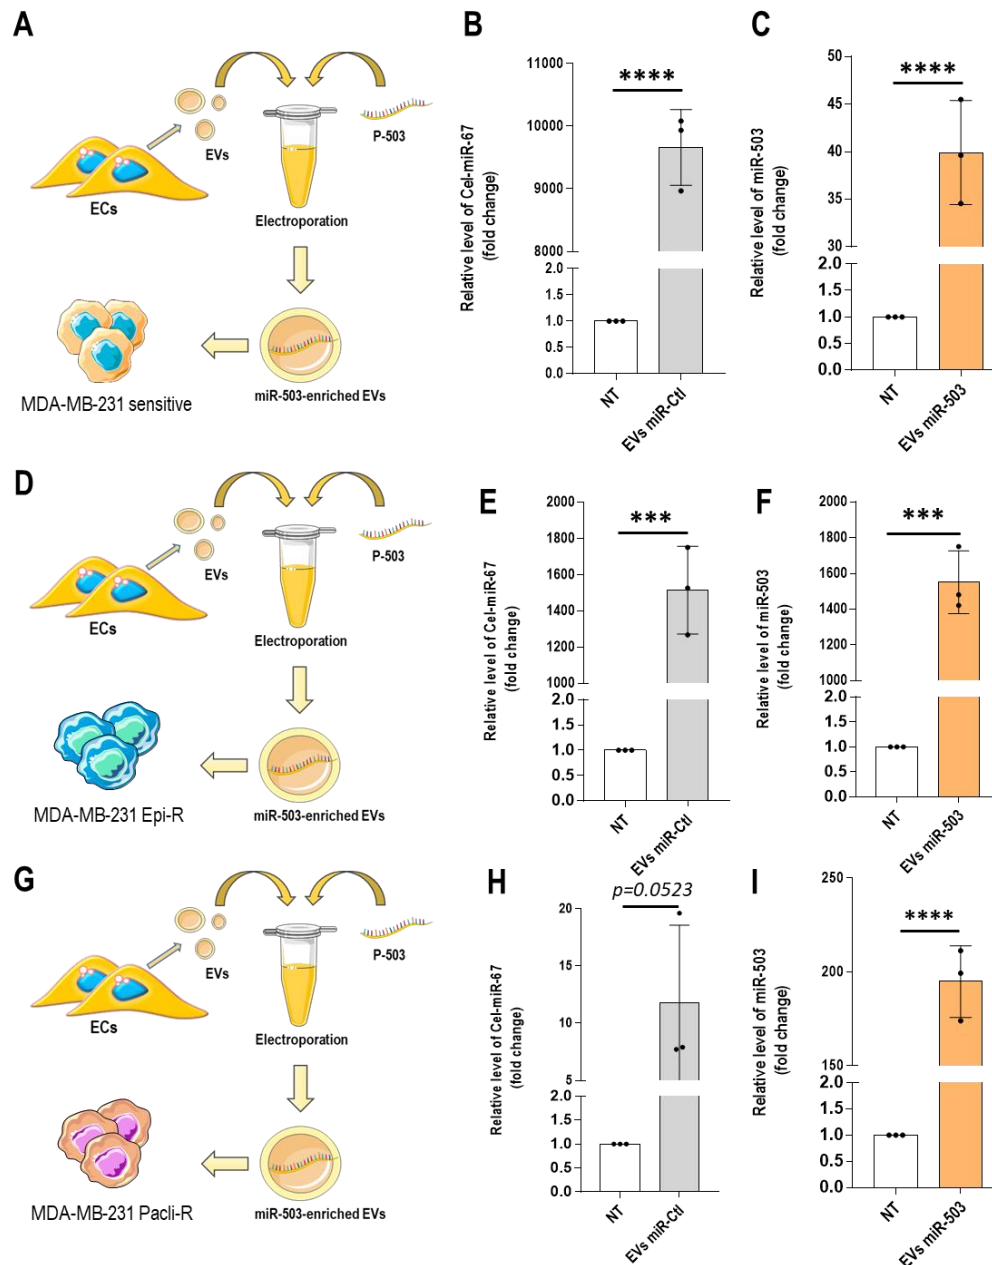 A
EVs
P-503
ECs
Electroporation
MDA-MB-231 sensitive
miR-503-enriched EVs
B
Relative level of Cel-miR-67
(fold change)
11000
10000
9000
8000
2.0
1.5
1.0
0.5
0.0
****
NT
EVs miR-Ctl
C
Relative level of miR-503
(fold change)
50
45
40
35
30
2.0
1.5
1.0
0.5
0.0
****
NT
EVs miR-503
D
EVs
P-503
ECs
Electroporation
MDA-MB-231 Epi-R
miR-503-enriched EVs
E
Relative level of Cel-miR-67
(fold change)
2000
1800
1600
1400
1200
1000
2.0
1.5
1.0
0.5
0.0
***
NT
EVs miR-Ctl
F
Relative level of miR-503
(fold change)
2000
1800
1600
1400
1200
1000
2.0
1.5
1.0
0.5
0.0
***
NT
EVs miR-503
G
EVs
P-503
ECs
Electroporation
MDA-MB-231 Pacli-R
miR-503-enriched EVs
H
Relative level of Cel-miR-67
(fold change)
20
15
10
5
2.0
1.5
1.0
0.5
0.0
p=0.0523
NT
EVs miR-Ctl
I
Relative level of miR-503
(fold change)
250
200
150
2.0
1.5
1.0
0.5
0.0
****
NT
EVs miR-503